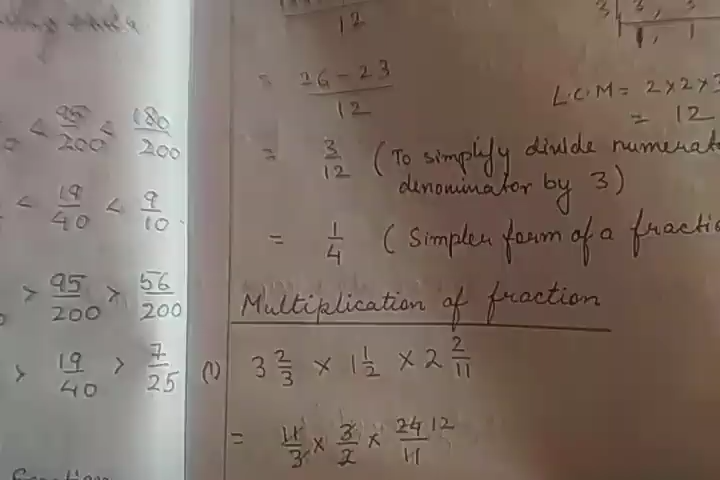 < 95/200 < 180/200
< 19/40 < 9/10
> 95/200 > 56/200
> 19/40 > 7/25
12
= 26 - 23 / 12
L.C.M = 2 x 2 x 3
= 12
= 3/12 (To simplify divide numerat
denominator by 3)
= 1/4 (Simpler form of a fractio
Multiplication of fraction
(1) 3 2/3 x 1 1/2 x 2 2/11
= 11/3 x 3/2 x 24/11 12